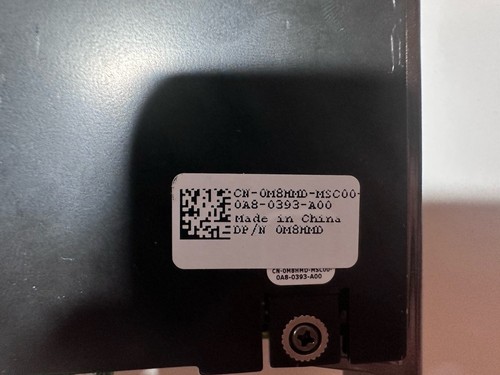 CN-0M8MMD-MSC00-
0A8-0393-A00
Made in China
DP/N 0M8MMD
CN-0M8MMD-MSC00-
0A8-0393-A00